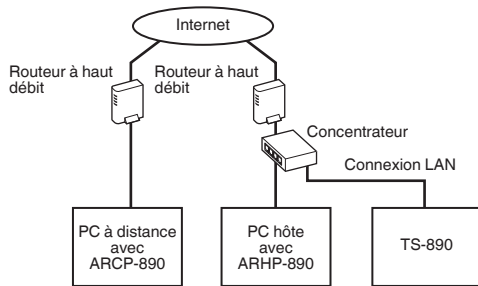 Internet
Routeur à haut
débit
Routeur à haut
débit
Concentrateur
Connexion LAN
PC à distance
avec
ARCP-890
PC hôte
avec
ARHP-890
TS-890